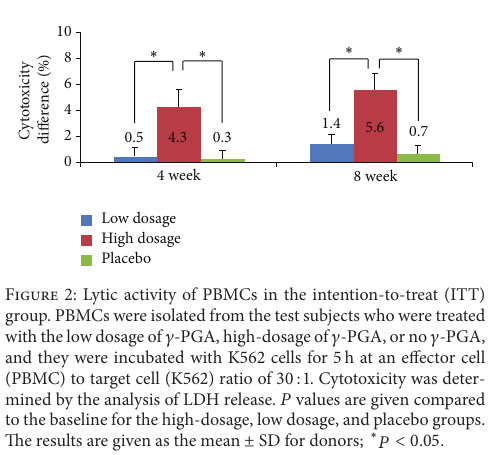 10
8
6
4
2
0
Cytotoxicity
difference (%)
* *
* *
0.5 4.3 0.3
1.4 5.6 0.7
4 week 8 week
Low dosage
High dosage
Placebo
Figure 2: Lytic activity of PBMCs in the intention-to-treat (ITT)
group. PBMCs were isolated from the test subjects who were treated
with the low dosage of γ-PGA, high-dosage of γ-PGA, or no γ-PGA,
and they were incubated with K562 cells for 5 h at an effector cell
(PBMC) to target cell (K562) ratio of 30 : 1. Cytotoxicity was deter-
mined by the analysis of LDH release. P values are given compared
to the baseline for the high-dosage, low dosage, and placebo groups.
The results are given as the mean ± SD for donors; *P < 0.05.